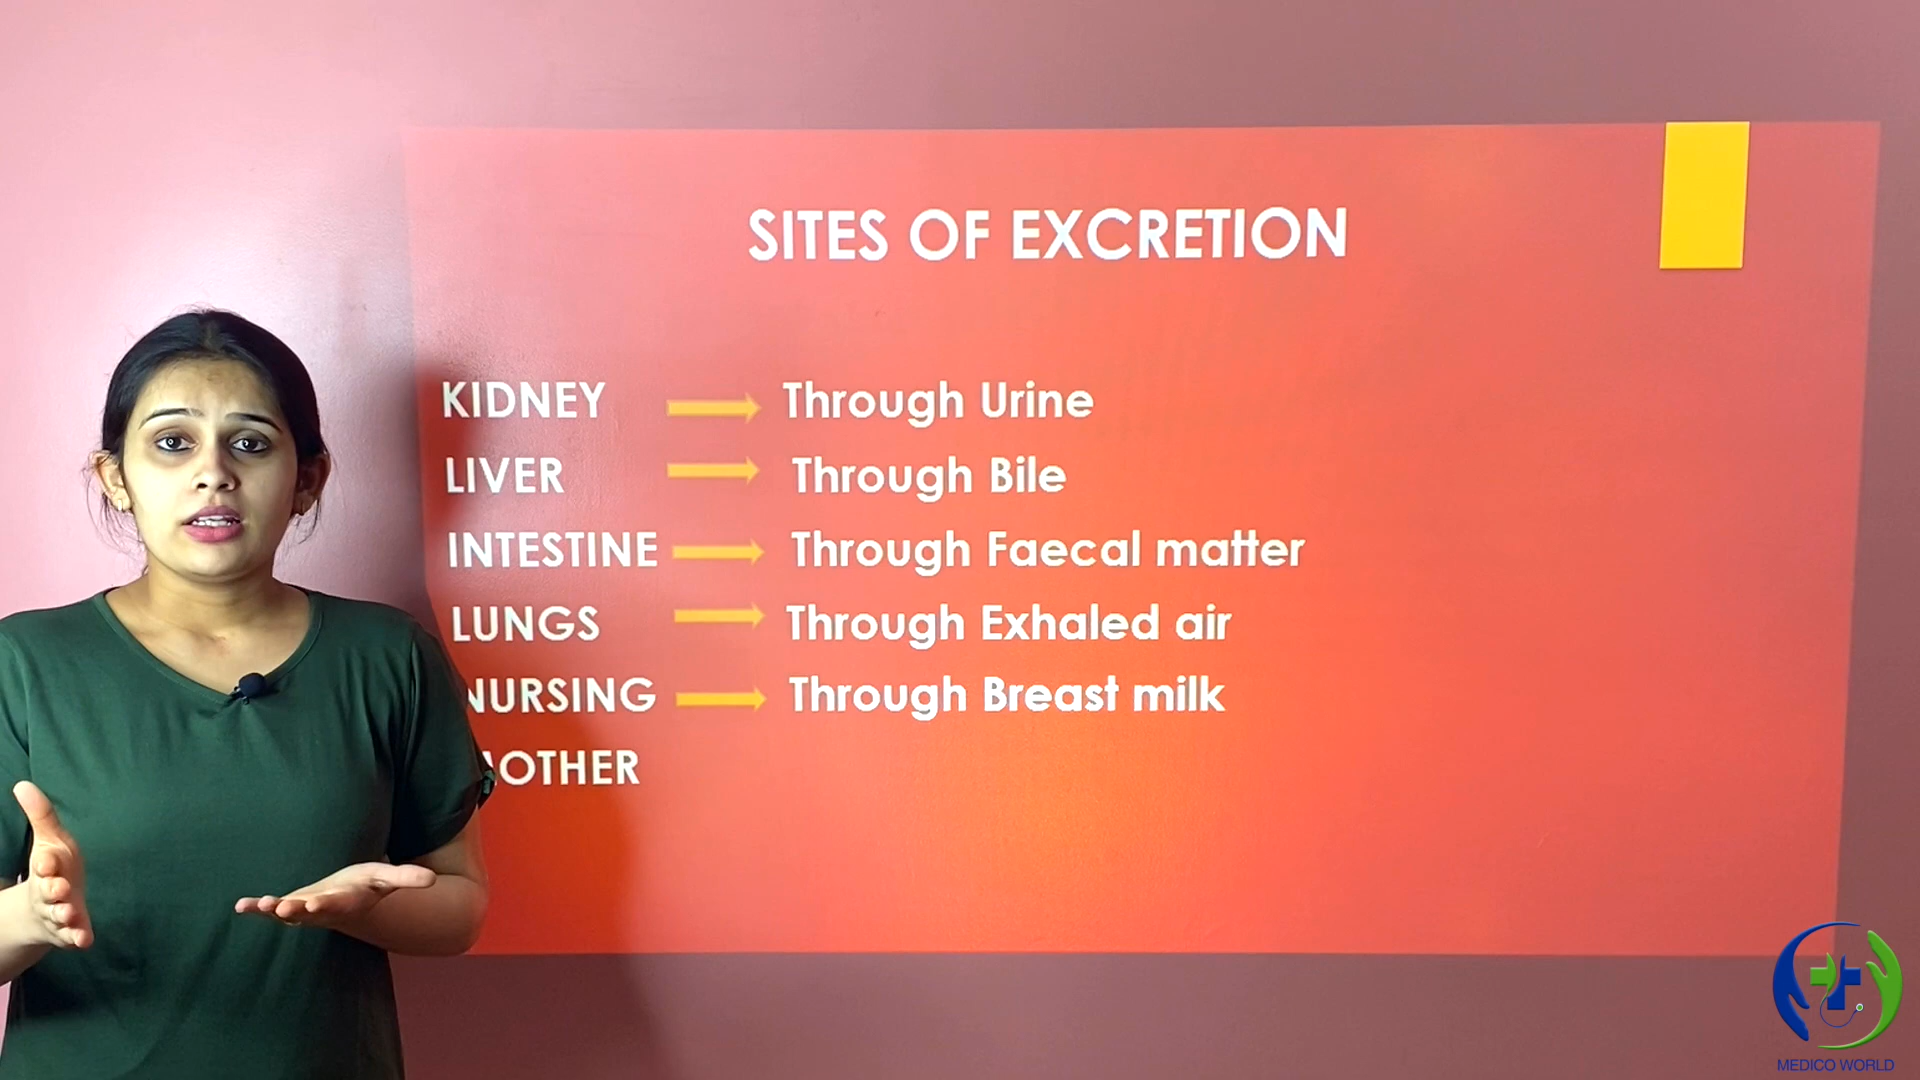 SITES OF EXCRETION
KIDNEY Through Urine
LIVER Through Bile
INTESTINE Through Faecal matter
LUNGS Through Exhaled air
NURSING Through Breast milk
MOTHER
MEDICO WORLD